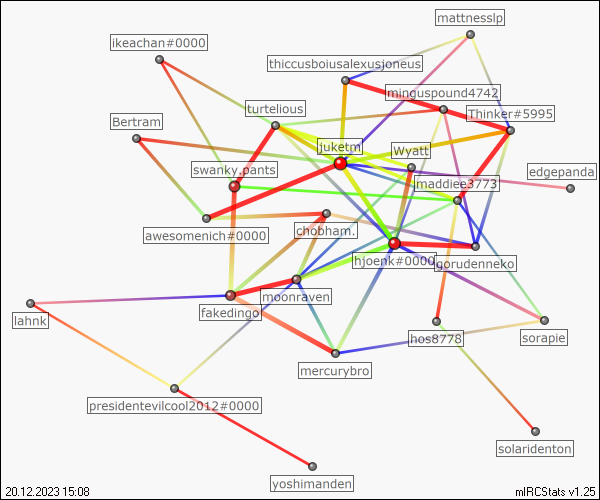 mattnesslp
ikeachan#0000
thiccusboiusalexusjoneus
minguspound4742
turtelious
Thinker#5995
Bertram
juketm
Wyatt
swanky.pants
edgepanda
maddiee3773
awesomenich#0000
chobham.
hjoenk#0000
gorudenneko
moonraven
fakedingo
lahnk
hos8778
sorapie
mercurybro
presidentevilcool2012#0000
solaridenton
yoshimanden
20.12.2023 15:08
mIRCStats v1.25